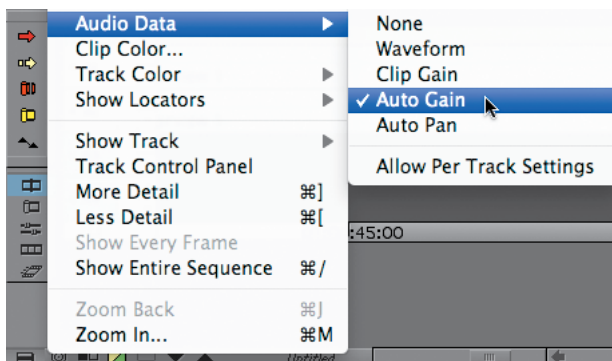 Audio Data
Clip Color...
Track Color
Show Locators
Show Track
Track Control Panel
More Detail ⌘]
Less Detail ⌘[
Show Every Frame
Show Entire Sequence ⌘/
Zoom Back ⌘J
Zoom In... ⌘M
None
Waveform
Clip Gain
✓ Auto Gain
Auto Pan
Allow Per Track Settings
:45:00
Untitled